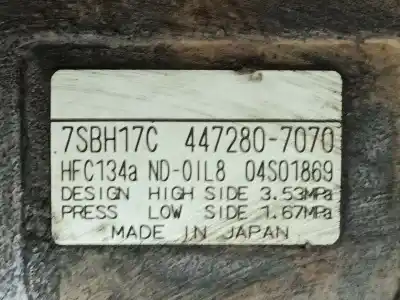 7SBH17C 447280-7070
HFC134a ND-OIL8 04S01869
DESIGN HIGH SIDE 3.53MPa
PRESS LOW SIDE 1.67MPa
MADE IN JAPAN